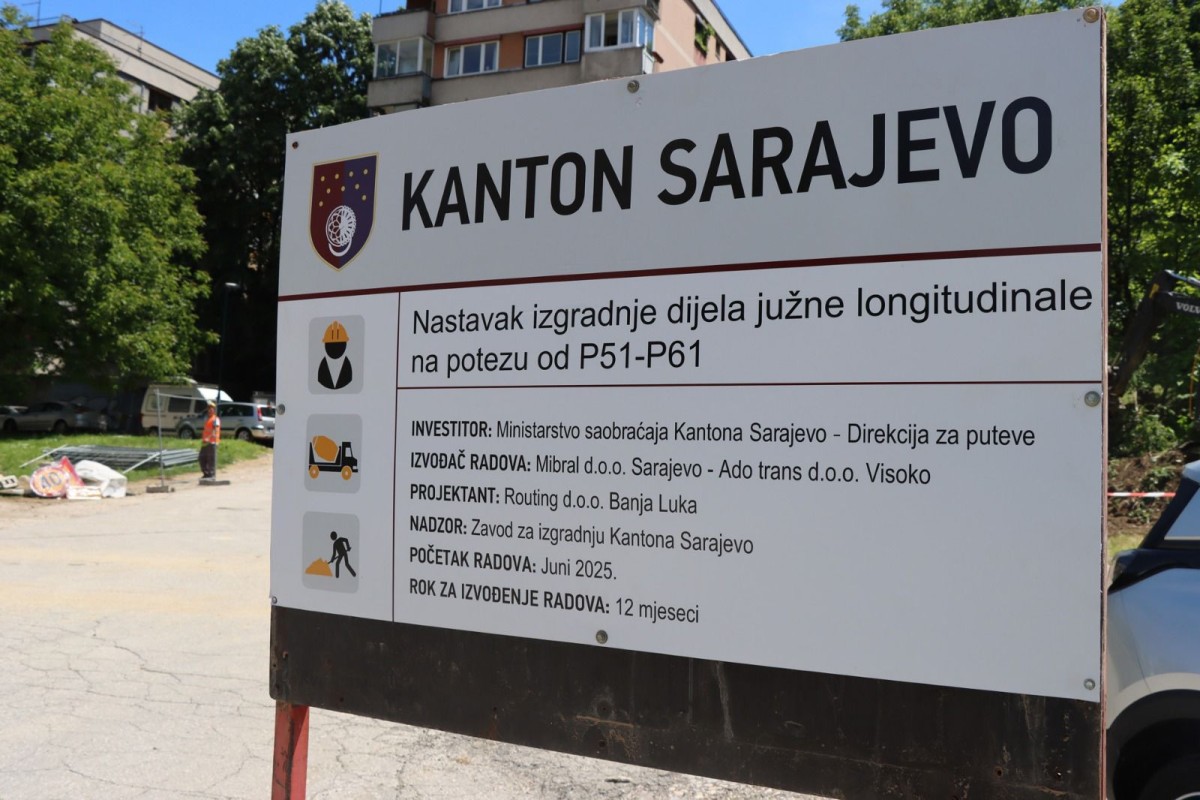 KANTON SARAJEVO
Nastavak izgradnje dijela južne longitudinale
na potezu od P51-P61
INVESTITOR: Ministarstvo saobraćaja Kantona Sarajevo - Direkcija za puteve
IZVOĐAČ RADOVA: Mibral d.o.o. Sarajevo - Ado trans d.o.o. Visoko
PROJEKTANT: Routing d.o.o. Banja Luka
NADZOR: Zavod za izgradnju Kantona Sarajevo
POČETAK RADOVA: Juni 2025.
ROK ZA IZVOĐENJE RADOVA: 12 mjeseci
40